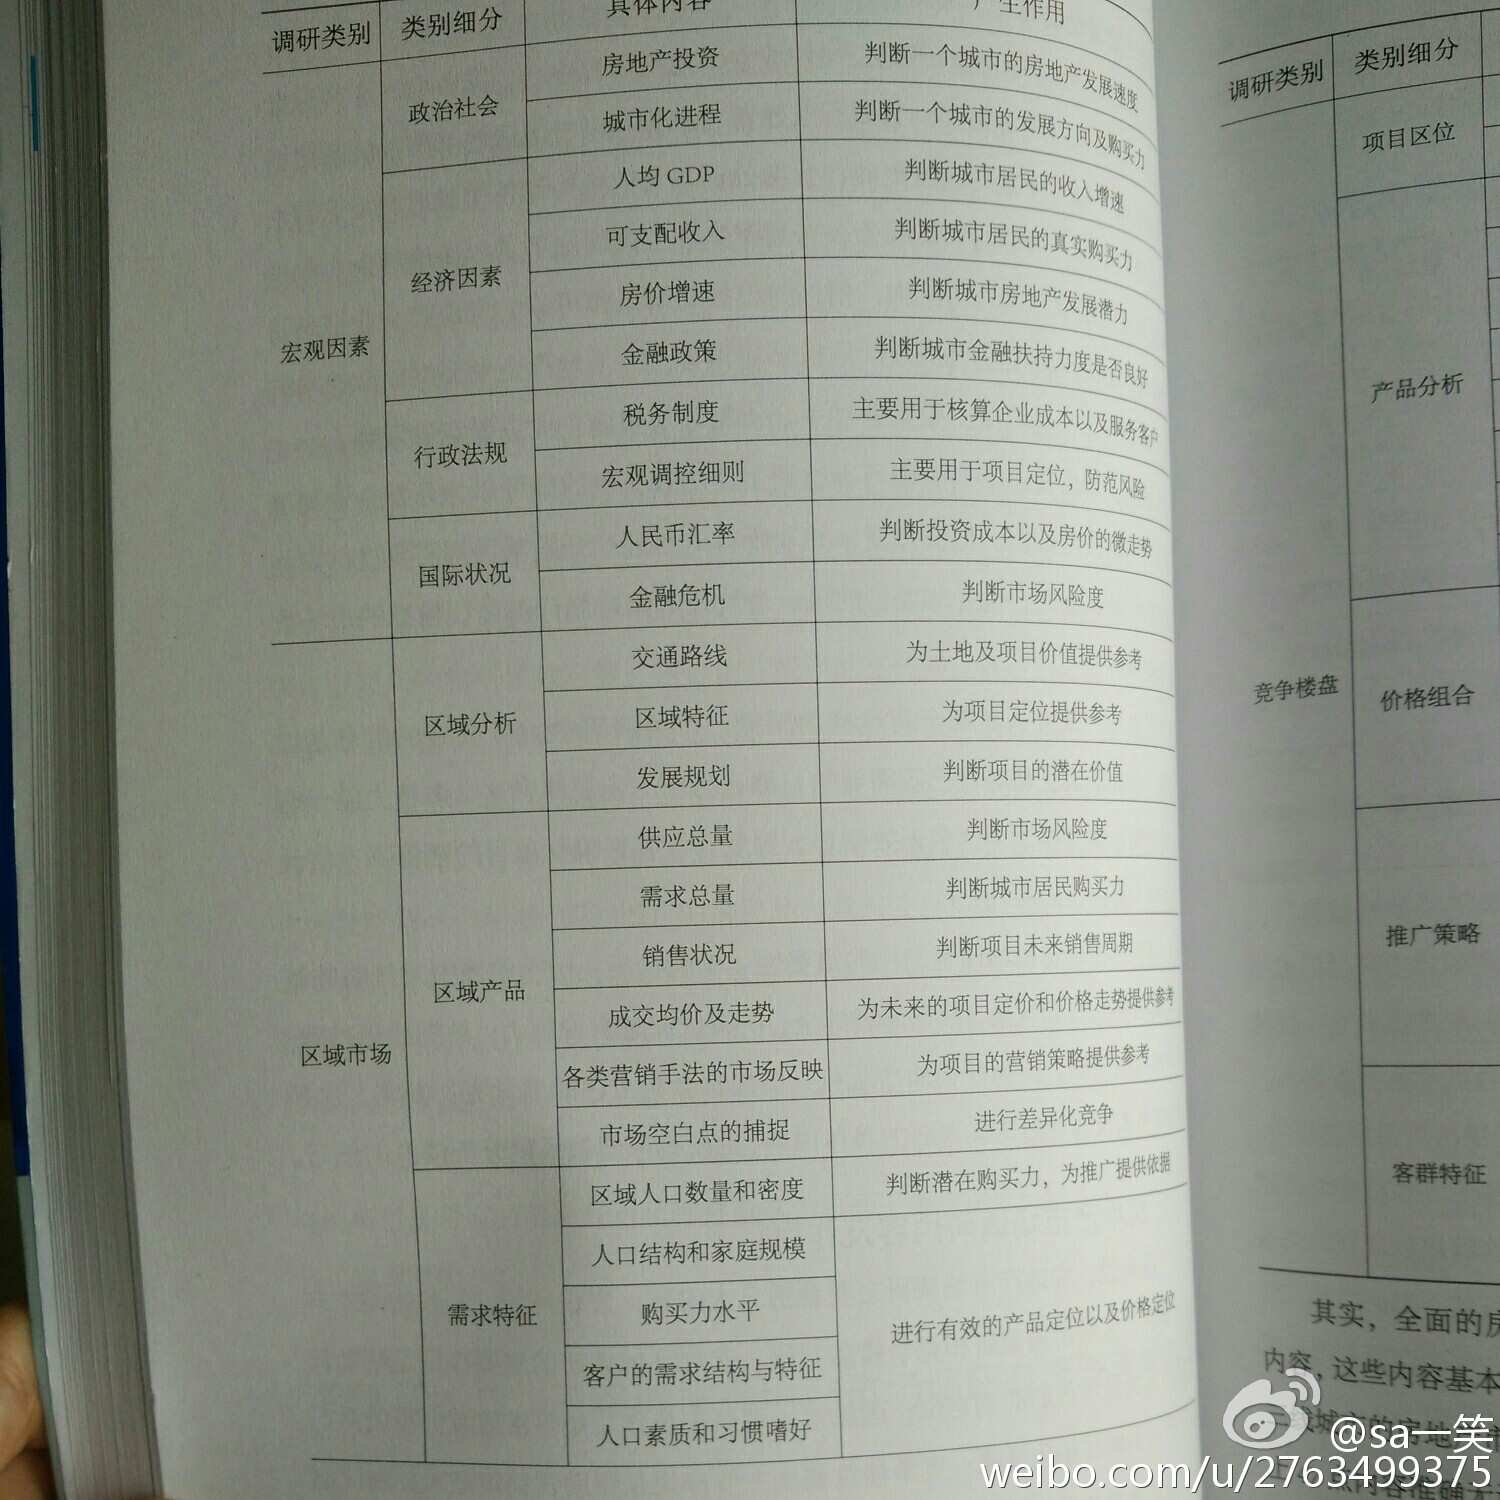 调研类别 类别细分 具体内容 产生作用
宏观因素
政治社会
房地产投资 判断一个城市的房地产发展速度
城市化进程 判断一个城市的发展方向及购买力
经济因素
人均 GDP 判断城市居民的收入增速
可支配收入 判断城市居民的真实购买力
房价增速 判断城市房地产发展潜力
金融政策 判断城市金融扶持力度是否良好
行政法规
税务制度 主要用于核算企业成本以及服务客户
宏观调控细则 主要用于项目定位，防范风险
国际状况
人民币汇率 判断投资成本以及房价的微走势
金融危机 判断市场风险度
区域市场
区域分析
交通路线 为土地及项目价值提供参考
区域特征 为项目定位提供参考
发展规划 判断项目的潜在价值
区域产品
供应总量 判断市场风险度
需求总量 判断城市居民购买力
销售状况 判断项目未来销售周期
成交均价及走势 为未来的项目定价和价格走势提供参考
各类营销手法的市场反映 为项目的营销策略提供参考
市场空白点的捕捉 进行差异化竞争
需求特征
区域人口数量和密度 判断潜在购买力，为推广提供依据
人口结构和家庭规模
购买力水平
客户的需求结构与特征
人口素质和习惯嗜好
进行有效的产品定位以及价格定位
调研类别 类别细分
竞争楼盘
项目区位
产品分析
价格组合
推广策略
客群特征
其实，全面的房
内容，这些内容基本
线城市的房地
@sa一笑
weibo.com/u/2763499375